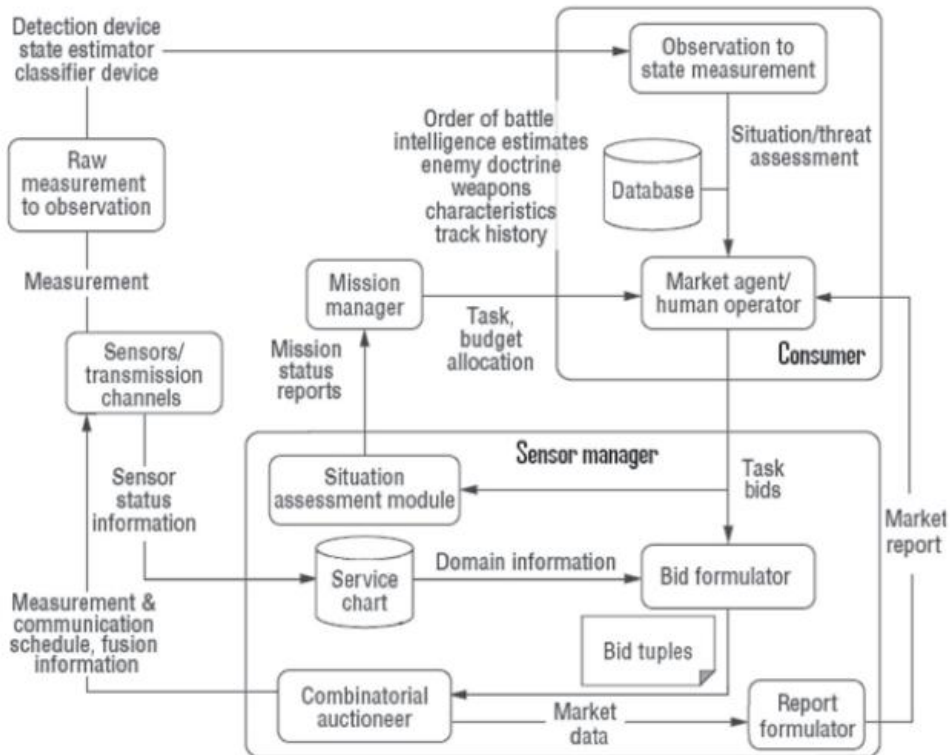 Detection device
state estimator
classifier device
Observation to
state measurement
Order of battle
intelligence estimates
enemy doctrine
weapons
characteristics
track history
Situation/threat
assessment
Raw
measurement
to observation
Database
Measurement
Mission
manager
Market agent/
human operator
Task,
budget
allocation
Consumer
Sensors/
transmission
channels
Mission
status
reports
Sensor manager
Situation
assessment module
Task
bids
Sensor
status
information
Market
report
Service
chart
Domain information
Bid formulator
Measurement &
communication
schedule, fusion
information
Bid tuples
Combinatorial
auctioneer
Market
data
Report
formulator